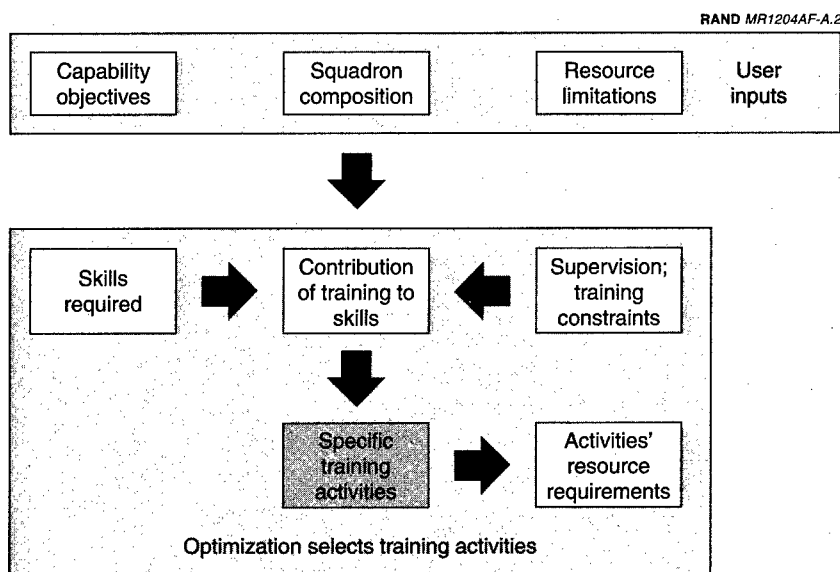 RAND MR1204AF-A.2
Capability
objectives
Squadron
composition
Resource
limitations
User
inputs
Skills
required
Contribution
of training to
skills
Supervision;
training
constraints
Specific
training
activities
Activities'
resource
requirements
Optimization selects training activities